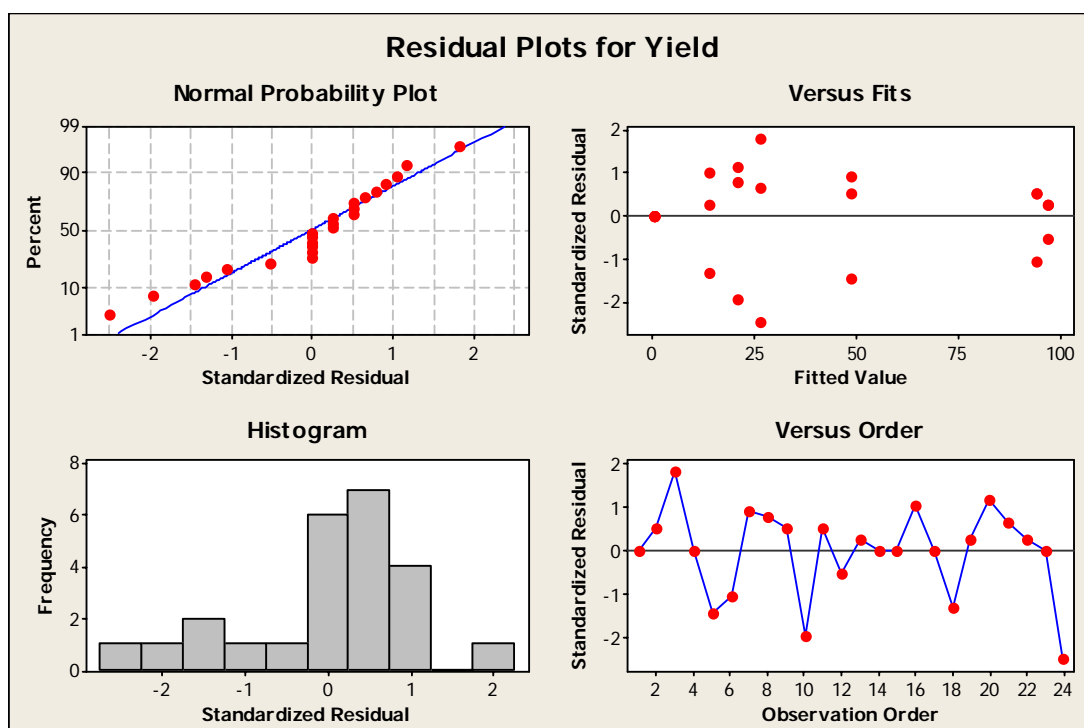 Residual Plots for Yield
Normal Probability Plot
99
90
50
10
1
Percent
-2 -1 0 1 2
Standardized Residual
Versus Fits
2
1
0
-1
-2
Standardized Residual
0 25 50 75 100
Fitted Value
Histogram
8
6
4
2
0
Frequency
-2 -1 0 1 2
Standardized Residual
Versus Order
2
1
0
-1
-2
Standardized Residual
2 4 6 8 10 12 14 16 18 20 22 24
Observation Order